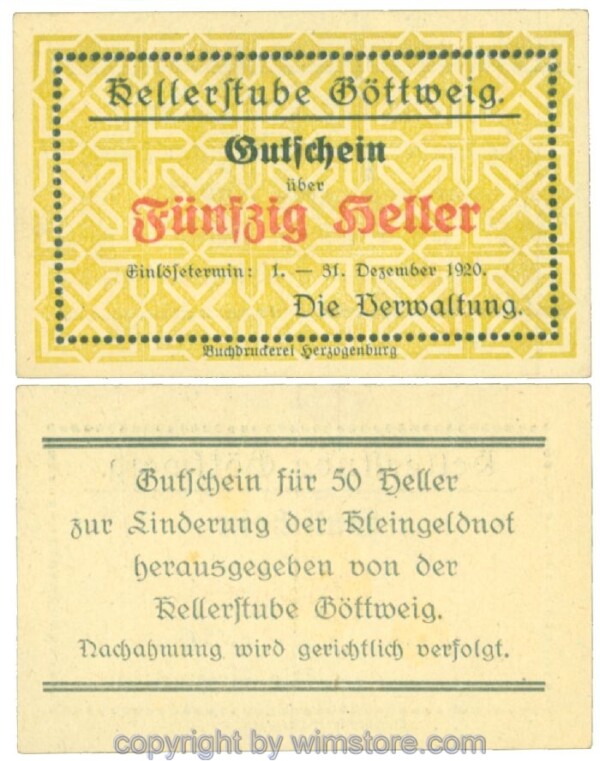 Kellerstube Göttweig.
Gutschein
über
Fünfzig Heller
Einlösetermin: 1. — 31. Dezember 1920.
Die Verwaltung.
Buchdruckerei Herzogenburg
Gutschein für 50 Heller
zur Linderung der Kleingeldnot
herausgegeben von der
Kellerstube Göttweig.
Nachahmung wird gerichtlich verfolgt.
copyright by wimstore.com